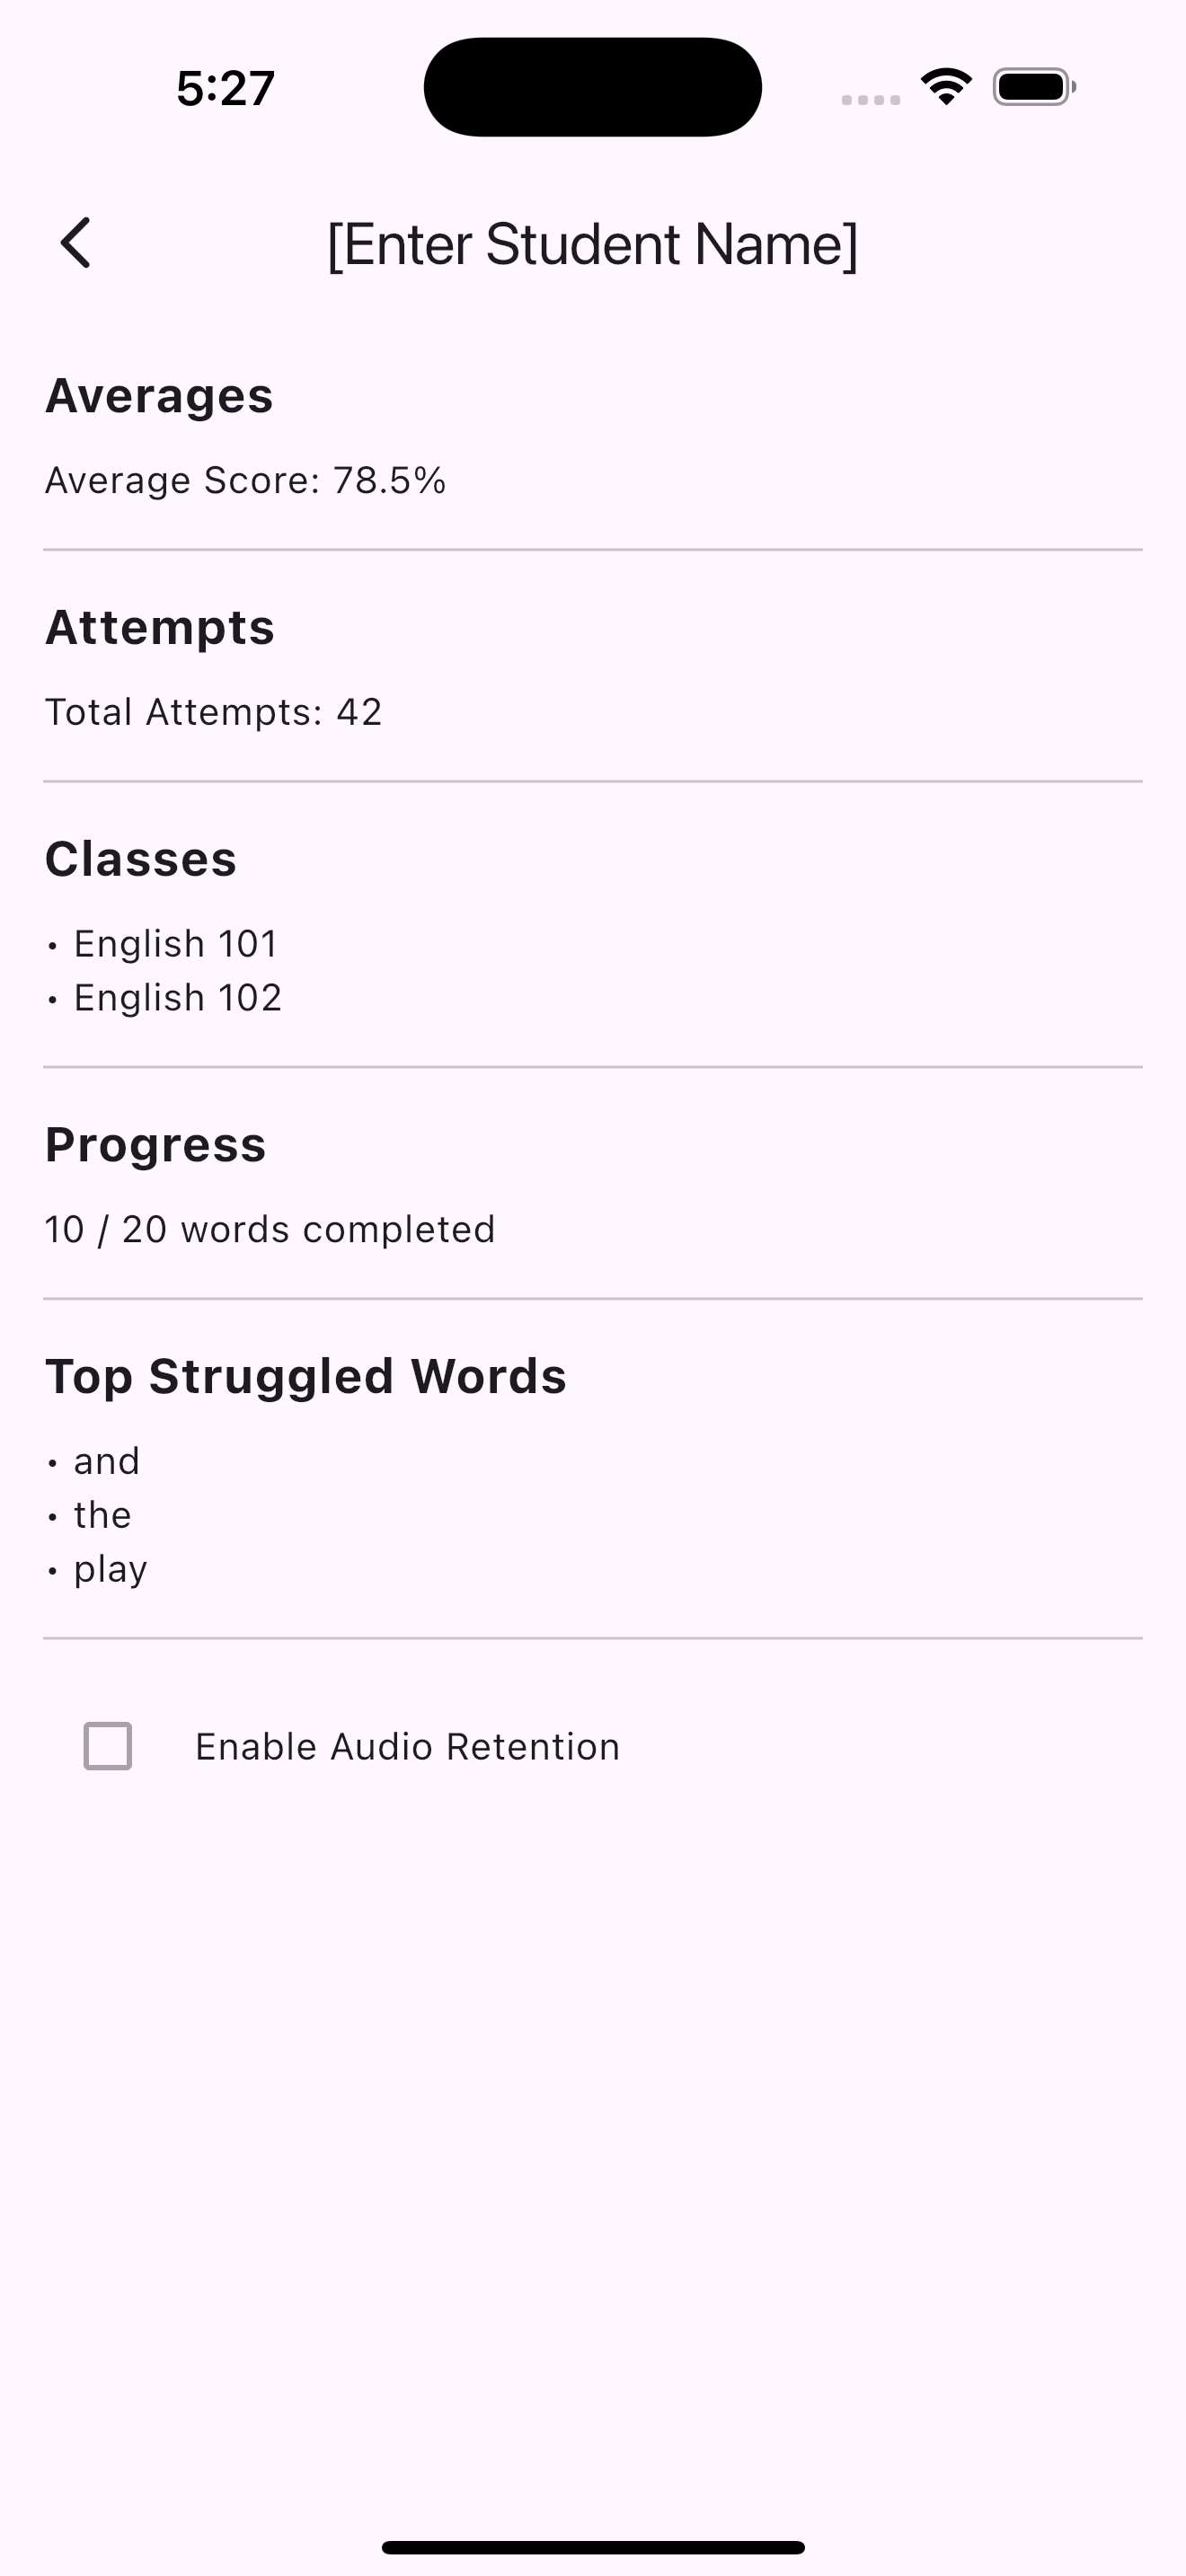 5:27
[Enter Student Name]
Averages
Average Score: 78.5%
Attempts
Total Attempts: 42
Classes
• English 101
• English 102
Progress
10 / 20 words completed
Top Struggled Words
• and
• the
• play
Enable Audio Retention